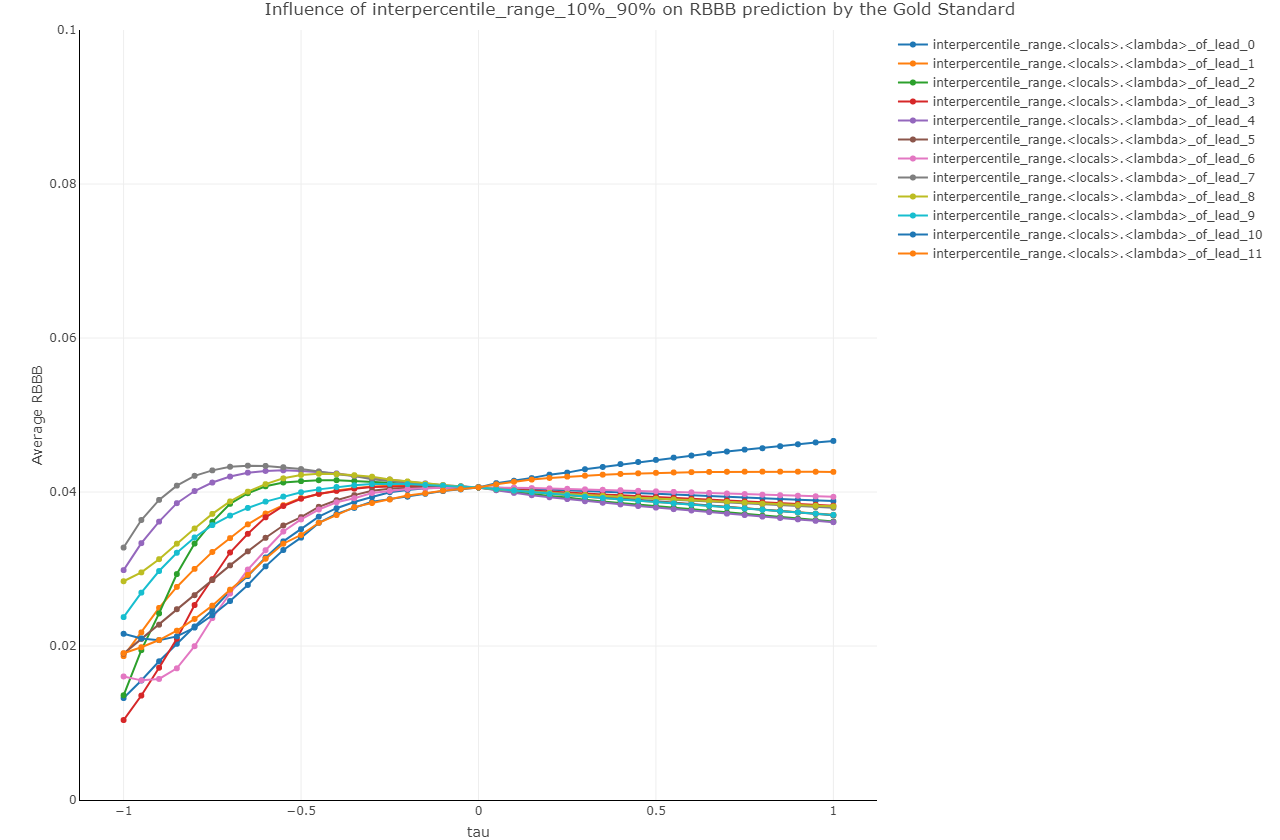 Influence of interpercentile_range_10%_90% on RBBB prediction by the Gold Standard
0.1
0.08
0.06
0.04
0.02
0
Average RBBB
−1
−0.5
0
0.5
1
tau
interpercentile_range.<locals>.<lambda>_of_lead_0
interpercentile_range.<locals>.<lambda>_of_lead_1
interpercentile_range.<locals>.<lambda>_of_lead_2
interpercentile_range.<locals>.<lambda>_of_lead_3
interpercentile_range.<locals>.<lambda>_of_lead_4
interpercentile_range.<locals>.<lambda>_of_lead_5
interpercentile_range.<locals>.<lambda>_of_lead_6
interpercentile_range.<locals>.<lambda>_of_lead_7
interpercentile_range.<locals>.<lambda>_of_lead_8
interpercentile_range.<locals>.<lambda>_of_lead_9
interpercentile_range.<locals>.<lambda>_of_lead_10
interpercentile_range.<locals>.<lambda>_of_lead_11